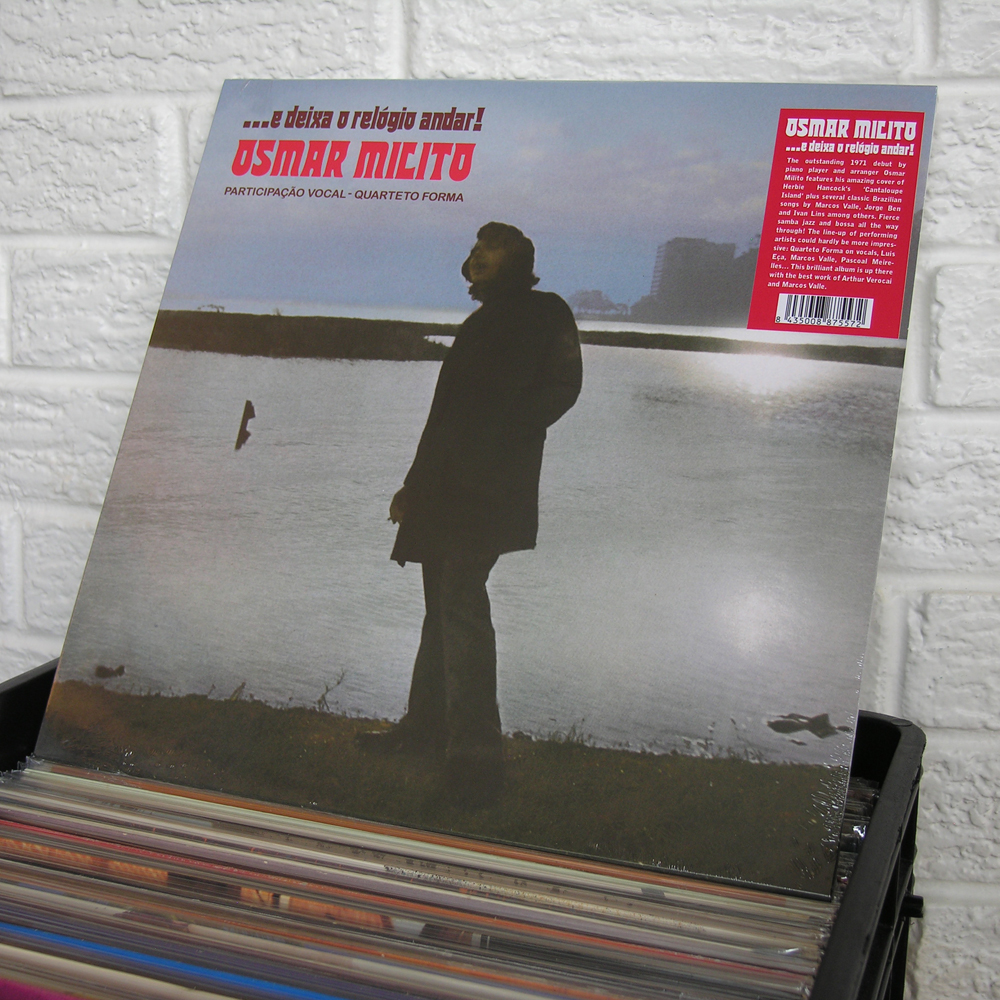 ...e deixa o relógio andar!
OSMAR MILITO
PARTICIPAÇÃO VOCAL - QUARTETO FORMA
OSMAR MILITO
...e deixa o relógio andar!
The outstanding 1971 debut by
piano player and arranger Osmar
Milito features his amazing cover of
Herbie Hancock's 'Cantaloupe
Island' plus several classic Brazilian
songs by Marcos Valle, Jorge Ben
and Ivan Lins among others. Fierce
samba jazz and bossa all the way
through! The line-up of performing
artists could hardly be more impres-
sive: Quarteto Forma on vocals, Luis
Eça, Marcos Valle, Pascoal Meire-
lles... This brilliant album is up there
with the best work of Arthur Verocai
and Marcos Valle.
8 435008 875572